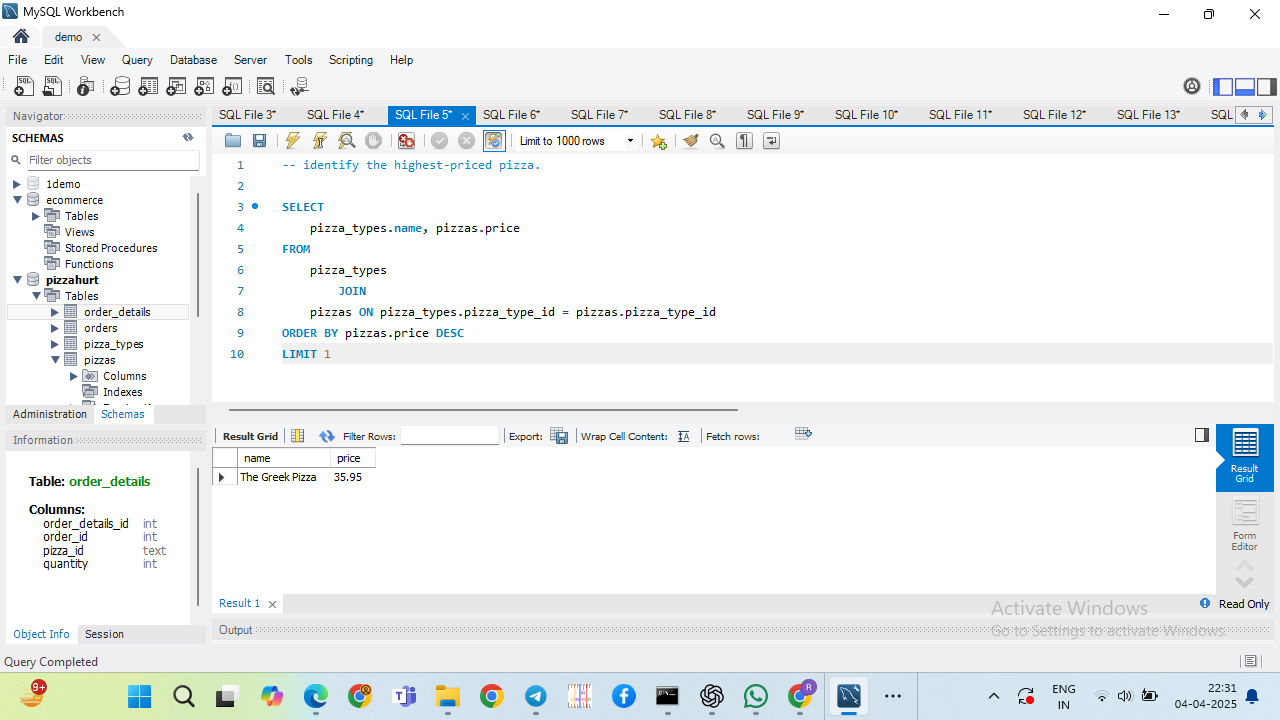 MySQL Workbench
demo
File Edit View Query Database Server Tools Scripting Help
Navigator
SCHEMAS
Filter objects
1demo
ecommerce
Tables
Views
Stored Procedures
Functions
pizzahurt
Tables
order_details
orders
pizza_types
pizzas
Columns
Indexes
Administration Schemas
Information
Table: order_details
Columns:
order_details_id int
order_id int
pizza_id text
quantity int
Object Info Session
SQL File 3* SQL File 4* SQL File 5* SQL File 6* SQL File 7* SQL File 8* SQL File 9* SQL File 10* SQL File 11* SQL File 12* SQL File 13* SQL
Limit to 1000 rows
1 -- identify the highest-priced pizza.
2
3 SELECT
4 pizza_types.name, pizzas.price
5 FROM
6 pizza_types
7 JOIN
8 pizzas ON pizza_types.pizza_type_id = pizzas.pizza_type_id
9 ORDER BY pizzas.price DESC
10 LIMIT 1
Result Grid Filter Rows: Export: Wrap Cell Content: Fetch rows:
name price
The Greek Pizza 35.95
Result Grid
Form Editor
Result 1
Read Only
Output
Activate Windows
Go to Settings to activate Windows.
Query Completed
9+
R
ENG
IN
22:31
04-04-2025